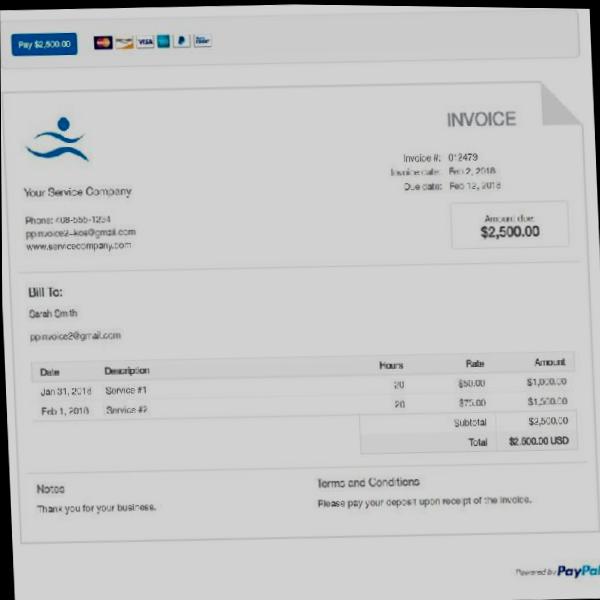 Pay $2,500.00
VISA
INVOICE
Invoice #: 012479
Invoice date: Feb 2, 2018
Due date: Feb 12, 2018
Your Service Company
Phone: 408-555-1234
ppinvoice2-kos@gmail.com
www.servicecompany.com
Amount due:
$2,500.00
Bill To:
Sarah Smith
ppinvoice2@gmail.com
Date Description Hours Rate Amount
Jan 31, 2018 Service #1 20 $50.00 $1,000.00
Feb 1, 2018 Service #2 20 $75.00 $1,500.00
Subtotal $2,500.00
Total $2,500.00 USD
Notes
Thank you for your business.
Terms and Conditions
Please pay your deposit upon receipt of the invoice.
Powered by PayPal